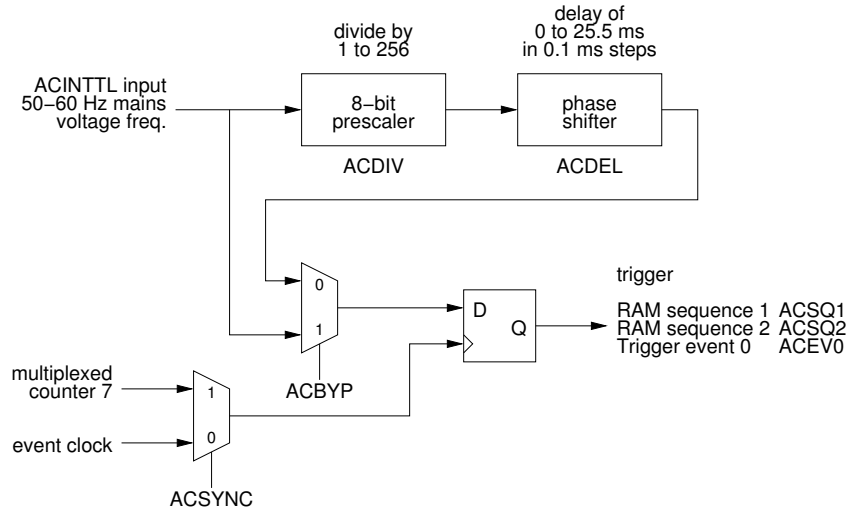 divide by
1 to 256
delay of
0 to 25.5 ms
in 0.1 ms steps
ACINTTL input
50−60 Hz mains
voltage freq.
8−bit
prescaler
phase
shifter
ACDIV
ACDEL
0
1
ACBYP
D
Q
trigger
RAM sequence 1 ACSQ1
RAM sequence 2 ACSQ2
Trigger event 0 ACEV0
multiplexed
counter 7
1
event clock
0
ACSYNC